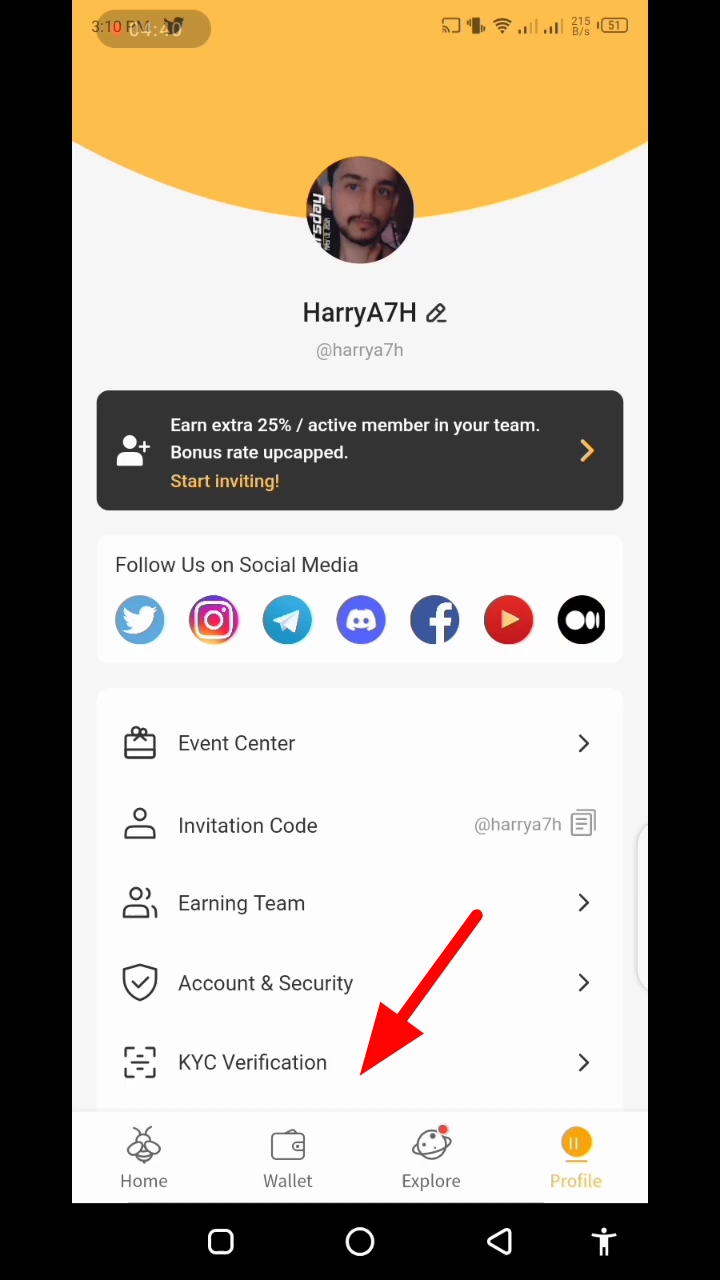 3:10 PM
04:40
215
B/s
51
HarryA7H
@harrya7h
Earn extra 25% / active member in your team.
Bonus rate upcapped.
Start inviting!
Follow Us on Social Media
Event Center
Invitation Code
@harrya7h
Earning Team
Account & Security
KYC Verification
Home
Wallet
Explore
Profile